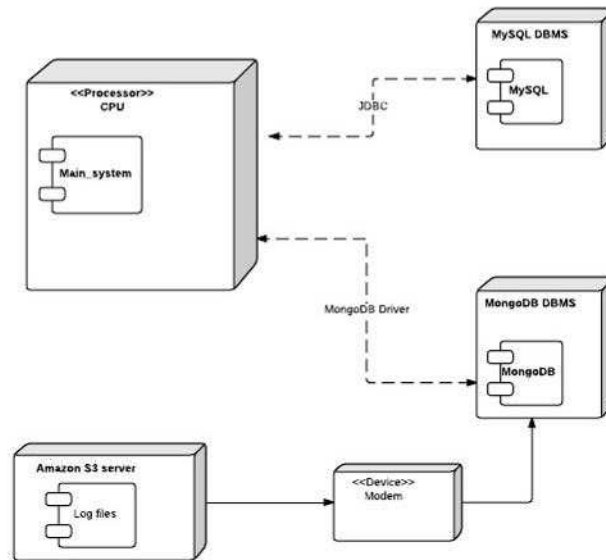 MySQL DBMS
MySQL
<<Processor>>
CPU
Main_system
JDBC
MongoDB Driver
MongoDB DBMS
MongoDB
Amazon S3 server
Log files
<<Device>>
Modem